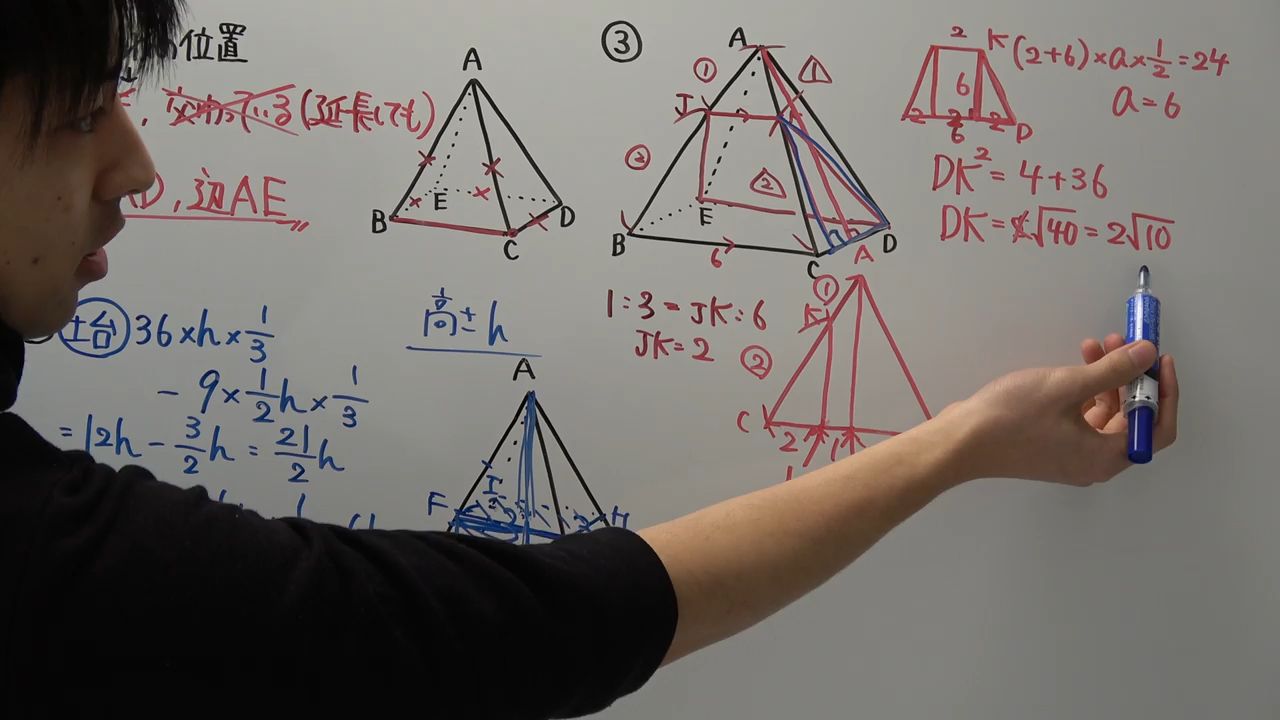 位置
(延長しても)
D,辺AE
A
B
E
D
C
土台 36×h×1/3
- 9×1/2h×1/3
=12h - 3/2h = 21/2h
高さ=h
A
F
I
H
③
A
①
△1
J
②
△2
E
B
6
C
D
1:3=JK:6
JK=2
A
①
K
②
C
2
1
2
K
6
2
2
2
6
D
(2+6)×a×1/2=24
a=6
DK²=4+36
DK=√40=2√10